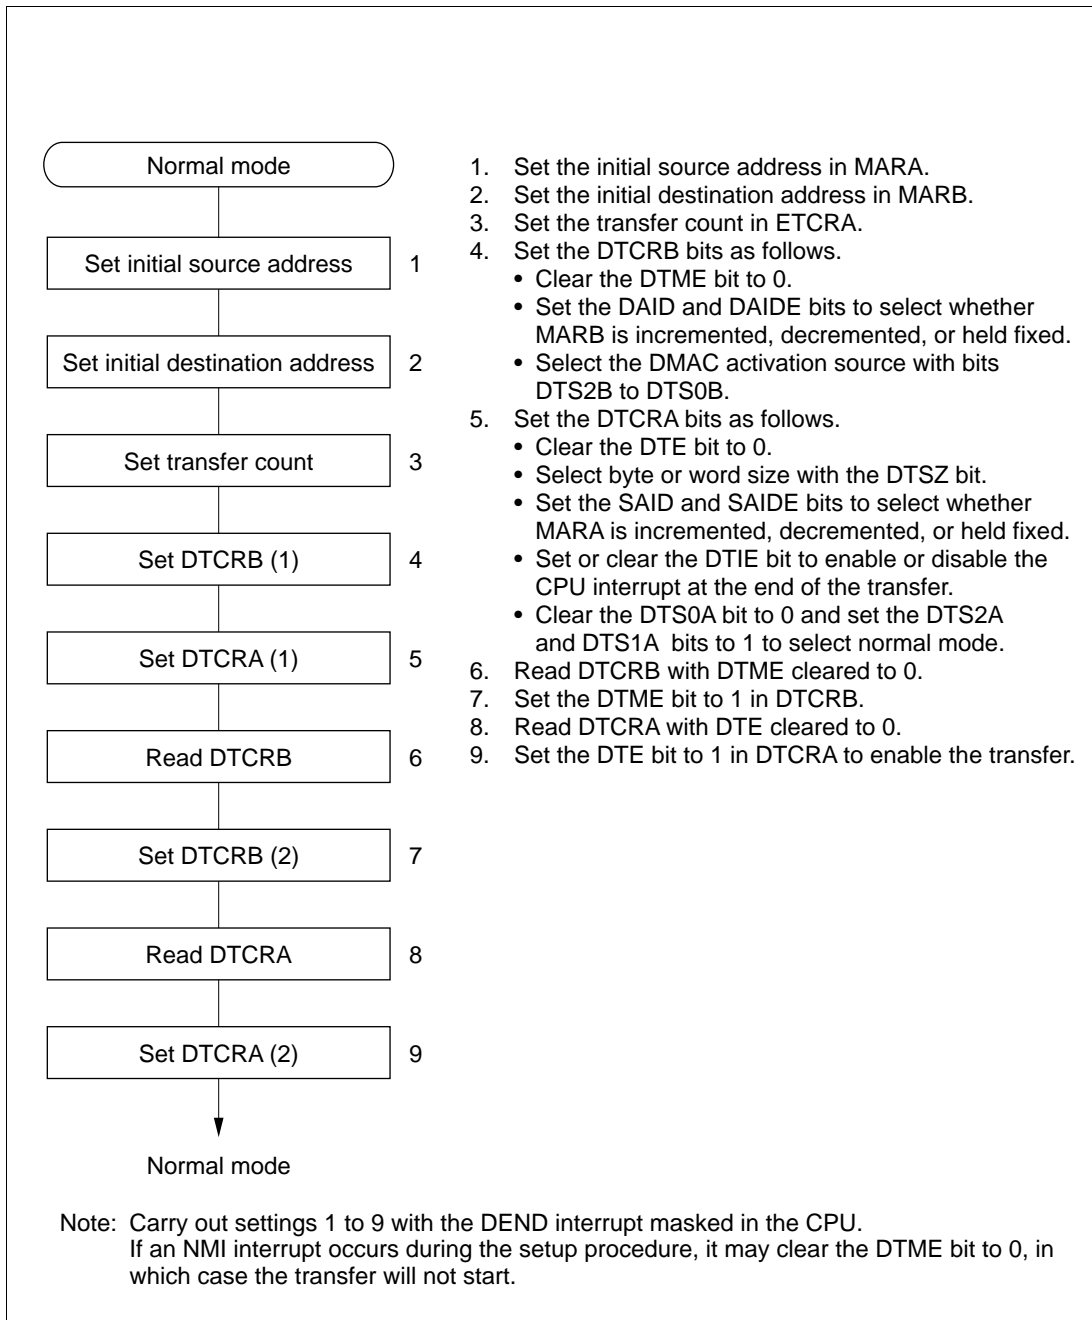 Normal mode
Set initial source address 1
Set initial destination address 2
Set transfer count 3
Set DTCRB (1) 4
Set DTCRA (1) 5
Read DTCRB 6
Set DTCRB (2) 7
Read DTCRA 8
Set DTCRA (2) 9
Normal mode
1. Set the initial source address in MARA.
2. Set the initial destination address in MARB.
3. Set the transfer count in ETCRA.
4. Set the DTCRB bits as follows.
• Clear the DTME bit to 0.
• Set the DAID and DAIDE bits to select whether
MARB is incremented, decremented, or held fixed.
• Select the DMAC activation source with bits
DTS2B to DTS0B.
5. Set the DTCRA bits as follows.
• Clear the DTE bit to 0.
• Select byte or word size with the DTSZ bit.
• Set the SAID and SAIDE bits to select whether
MARA is incremented, decremented, or held fixed.
• Set or clear the DTIE bit to enable or disable the
CPU interrupt at the end of the transfer.
• Clear the DTS0A bit to 0 and set the DTS2A
and DTS1A bits to 1 to select normal mode.
6. Read DTCRB with DTME cleared to 0.
7. Set the DTME bit to 1 in DTCRB.
8. Read DTCRA with DTE cleared to 0.
9. Set the DTE bit to 1 in DTCRA to enable the transfer.
Note: Carry out settings 1 to 9 with the DEND interrupt masked in the CPU.
If an NMI interrupt occurs during the setup procedure, it may clear the DTME bit to 0, in
which case the transfer will not start.